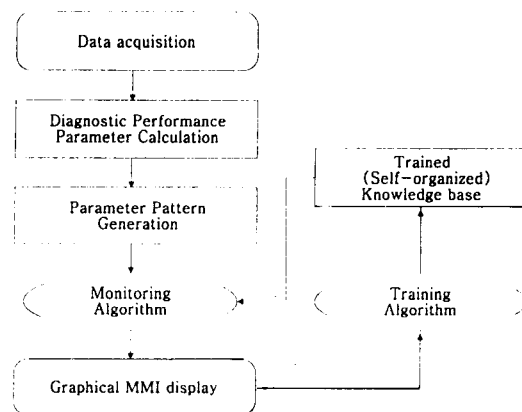 Data acquisition
Diagnostic Performance
Parameter Calculation
Parameter Pattern
Generation
Monitoring
Algorithm
Graphical MMI display
Trained
(Self-organized)
Knowledge base
Training
Algorithm